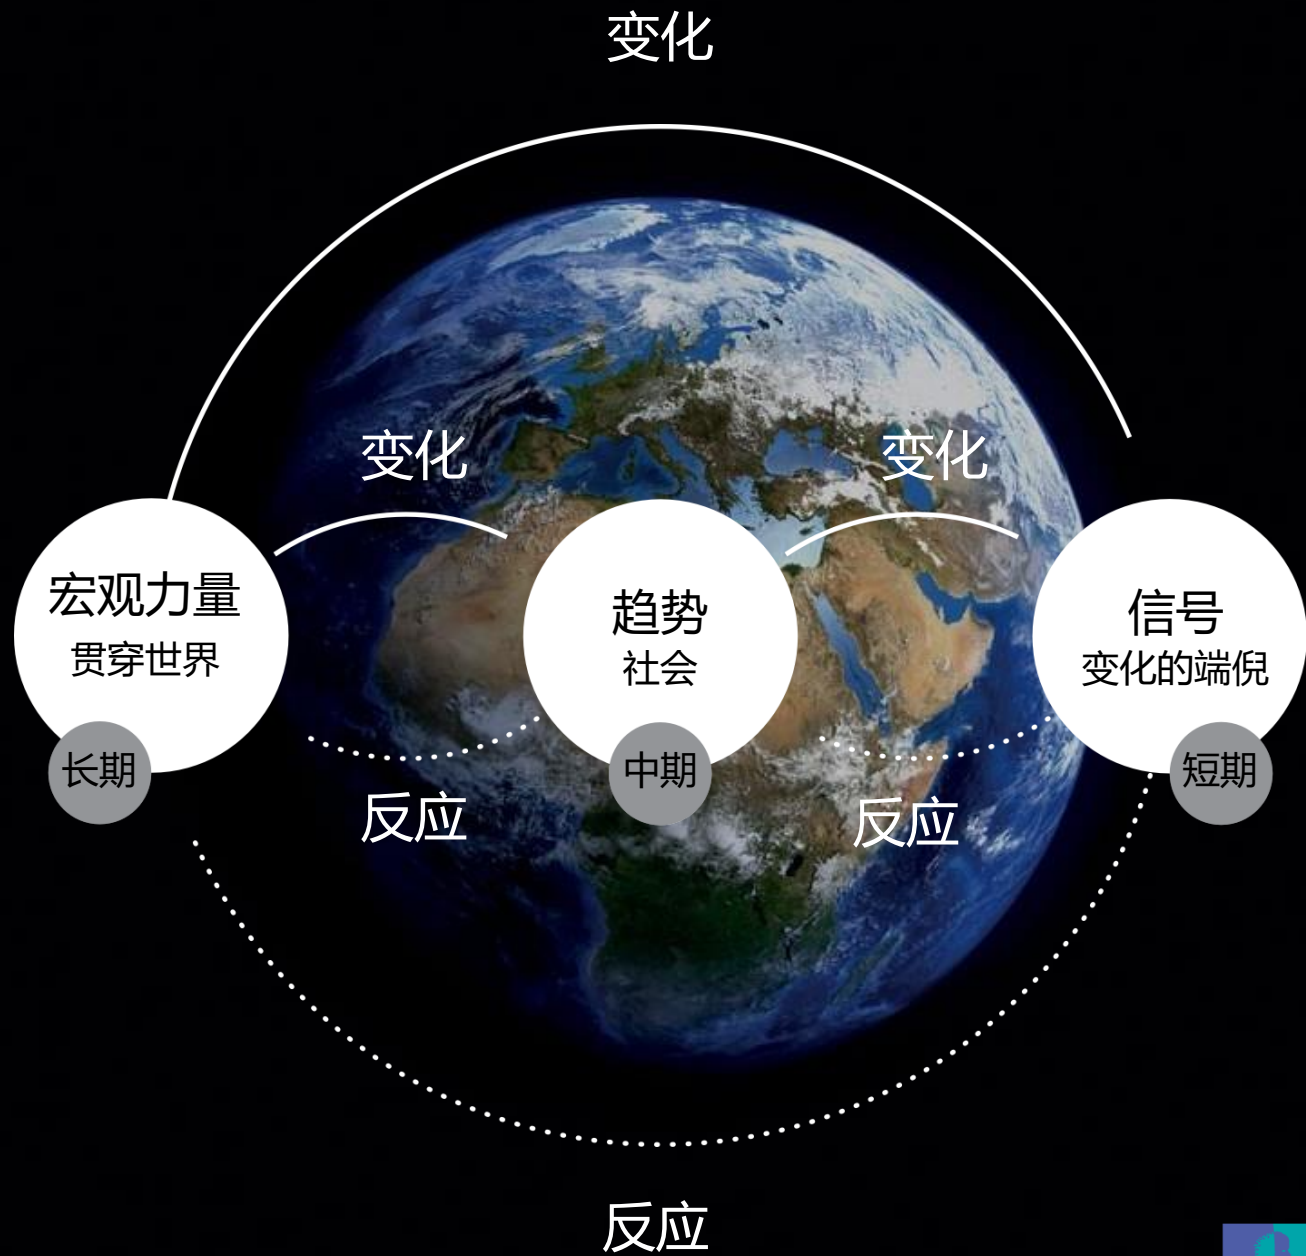 变化
变化
变化
宏观力量
贯穿世界
趋势
社会
信号
变化的端倪
长期
中期
短期
反应
反应
反应